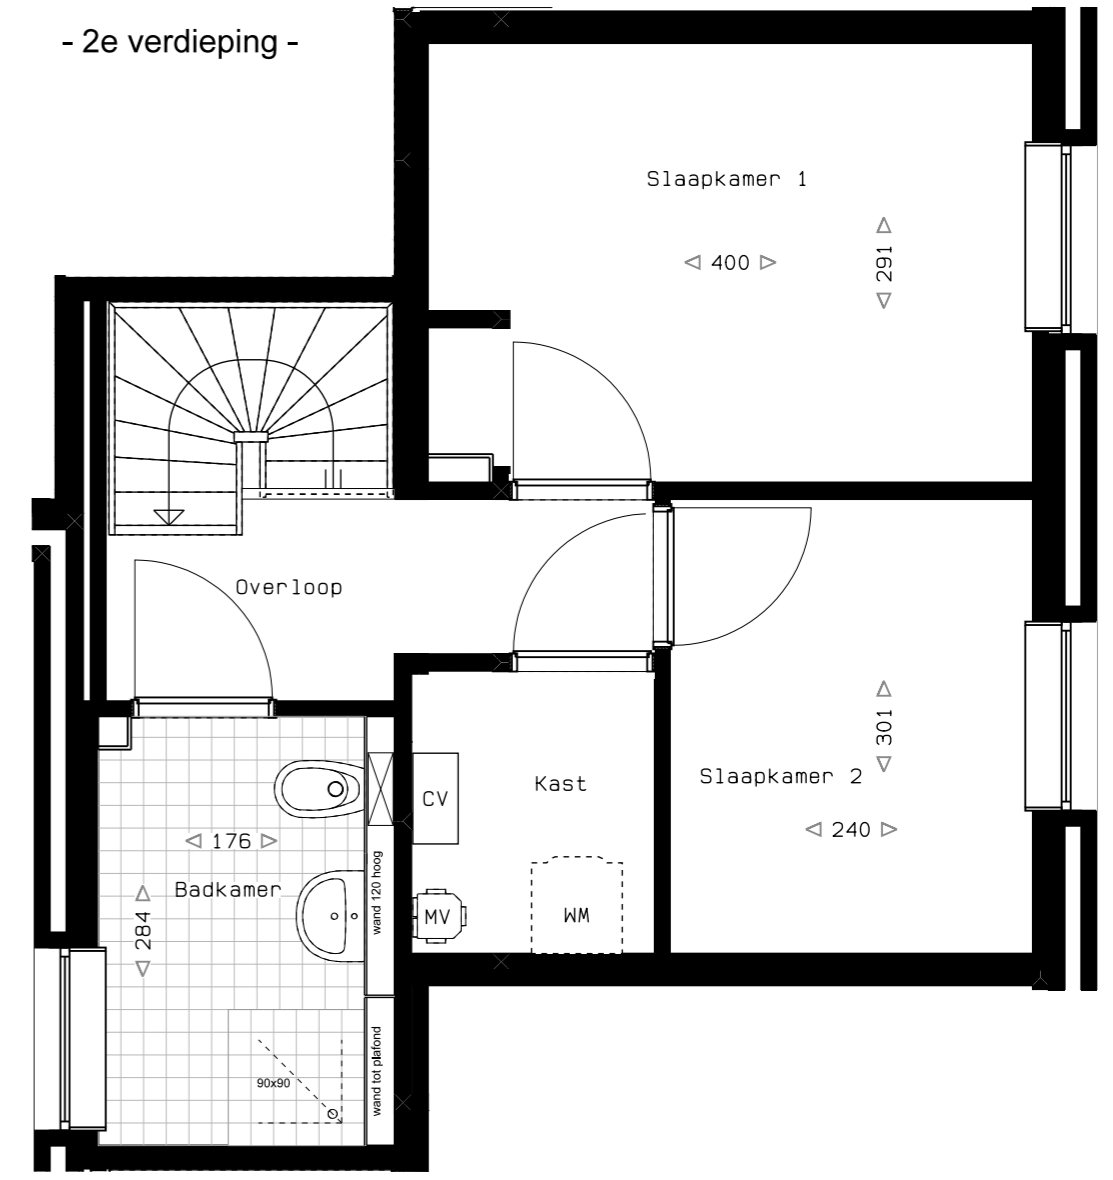 - 2e verdieping -
Slaapkamer 1
400
291
Overloop
Slaapkamer 2
301
240
Kast
CV
MV
WM
176
Badkamer
284
wand 120 hoog
wand tot plafond
90x90